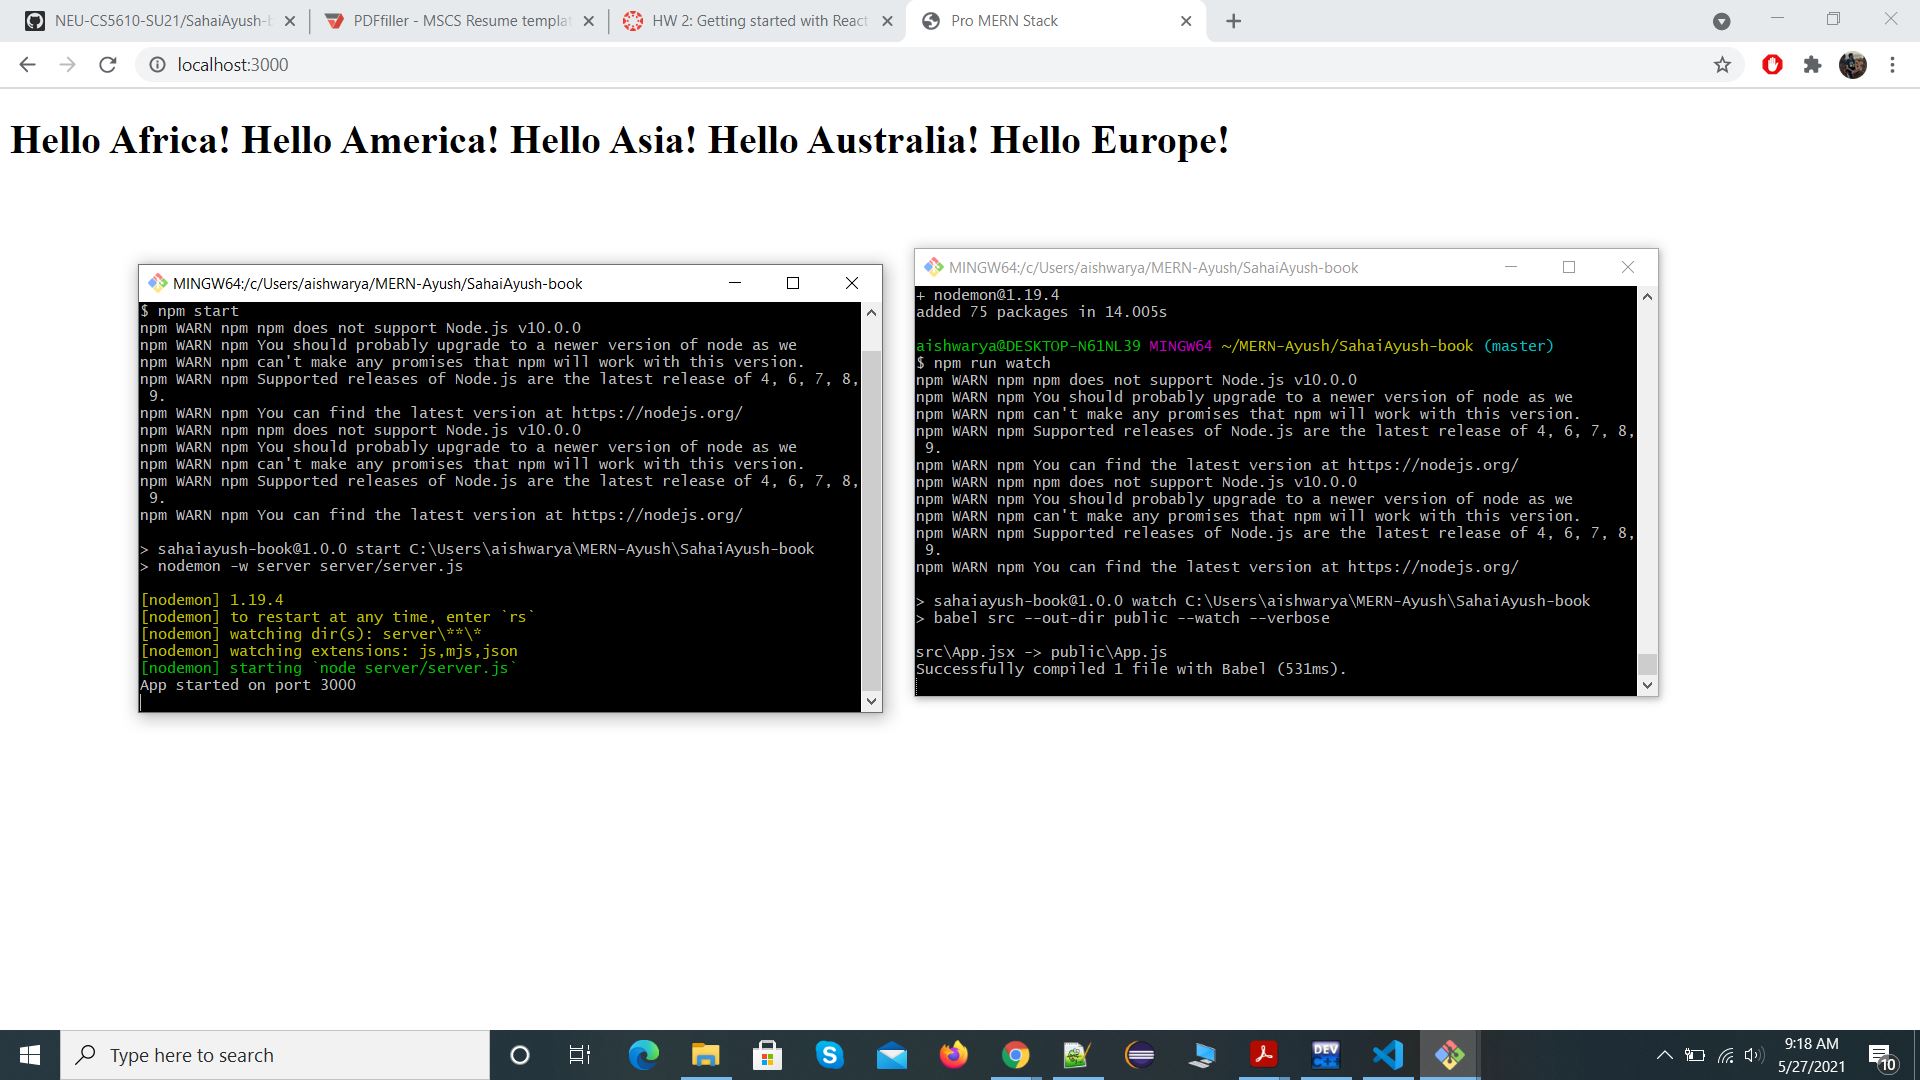 NEU-CS5610-SU21/SahaiAyush-b
PDFfiller - MSCS Resume templat
HW 2: Getting started with React
Pro MERN Stack
localhost:3000
Hello Africa! Hello America! Hello Asia! Hello Australia! Hello Europe!
MINGW64:/c/Users/aishwarya/MERN-Ayush/SahaiAyush-book
$ npm start
npm WARN npm npm does not support Node.js v10.0.0
npm WARN npm You should probably upgrade to a newer version of node as we
npm WARN npm can't make any promises that npm will work with this version.
npm WARN npm Supported releases of Node.js are the latest release of 4, 6, 7, 8,
9.
npm WARN npm You can find the latest version at https://nodejs.org/
npm WARN npm npm does not support Node.js v10.0.0
npm WARN npm You should probably upgrade to a newer version of node as we
npm WARN npm can't make any promises that npm will work with this version.
npm WARN npm Supported releases of Node.js are the latest release of 4, 6, 7, 8,
9.
npm WARN npm You can find the latest version at https://nodejs.org/
> sahaiayush-book@1.0.0 start C:\Users\aishwarya\MERN-Ayush\SahaiAyush-book
> nodemon -w server server/server.js
[nodemon] 1.19.4
[nodemon] to restart at any time, enter `rs`
[nodemon] watching dir(s): server\**\*
[nodemon] watching extensions: js,mjs,json
[nodemon] starting `node server/server.js`
App started on port 3000
MINGW64:/c/Users/aishwarya/MERN-Ayush/SahaiAyush-book
+ nodemon@1.19.4
added 75 packages in 14.005s
aishwarya@DESKTOP-N61NL39 MINGW64 ~/MERN-Ayush/SahaiAyush-book (master)
$ npm run watch
npm WARN npm npm does not support Node.js v10.0.0
npm WARN npm You should probably upgrade to a newer version of node as we
npm WARN npm can't make any promises that npm will work with this version.
npm WARN npm Supported releases of Node.js are the latest release of 4, 6, 7, 8,
9.
npm WARN npm You can find the latest version at https://nodejs.org/
npm WARN npm npm does not support Node.js v10.0.0
npm WARN npm You should probably upgrade to a newer version of node as we
npm WARN npm can't make any promises that npm will work with this version.
npm WARN npm Supported releases of Node.js are the latest release of 4, 6, 7, 8,
9.
npm WARN npm You can find the latest version at https://nodejs.org/
> sahaiayush-book@1.0.0 watch C:\Users\aishwarya\MERN-Ayush\SahaiAyush-book
> babel src --out-dir public --watch --verbose
src\App.jsx -> public\App.js
Successfully compiled 1 file with Babel (531ms).
Type here to search
DEV
C++
9:18 AM
5/27/2021
10